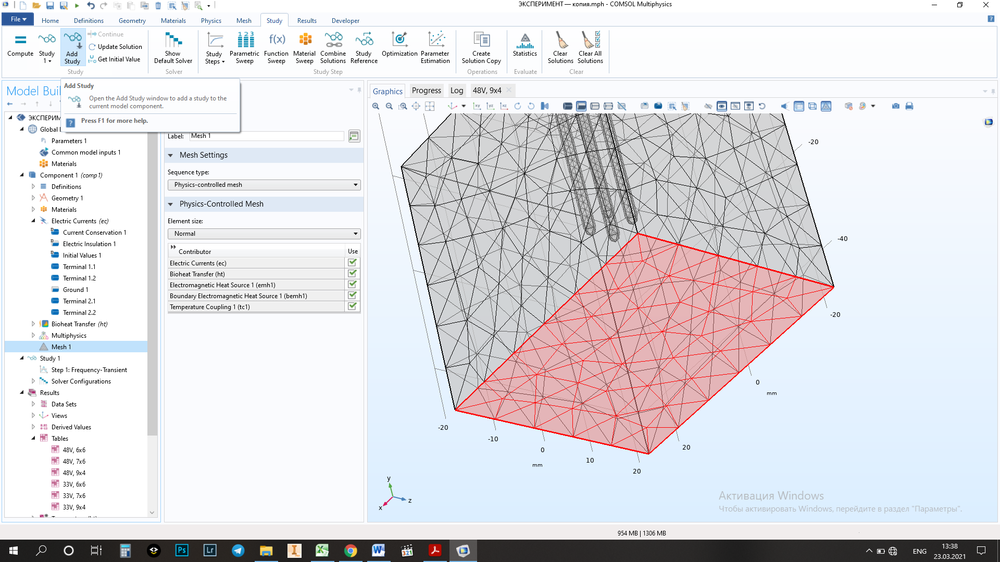 ЭКСПЕРИМЕНТ — копия.mph - COMSOL Multiphysics
File
Home
Definitions
Geometry
Materials
Physics
Mesh
Study
Results
Developer
Compute
Study
1
Add
Study
Continue
Update Solution
Get Initial Value
Study
Show
Default Solver
Solver
Study
Steps
Parametric
Sweep
Function
Sweep
Material
Sweep
Combine
Solutions
Study
Reference
Optimization
Parameter
Estimation
Study Step
Create
Solution Copy
Operations
Statistics
Evaluate
Clear
Solutions
Clear All
Solutions
Clear
Model Bui
Add Study
Open the Add Study window to add a study to the
current model component.
Press F1 for more help.
ЭКСПЕРИМ
Global
Parameters 1
Common model inputs 1
Materials
Component 1 (comp1)
Definitions
Geometry 1
Materials
Electric Currents (ec)
Current Conservation 1
Electric Insulation 1
Initial Values 1
Terminal 1.1
Terminal 1.2
Ground 1
Terminal 2.1
Terminal 2.2
Bioheat Transfer (ht)
Multiphysics
Mesh 1
Study 1
Step 1: Frequency-Transient
Solver Configurations
Results
Data Sets
Views
Derived Values
Tables
48V, 6x6
48V, 7x6
48V, 9x4
33V, 6x6
33V, 7x6
33V, 9x4
Label: Mesh 1
Mesh Settings
Sequence type:
Physics-controlled mesh
Physics-Controlled Mesh
Element size:
Normal
Contributor Use
Electric Currents (ec)
Bioheat Transfer (ht)
Electromagnetic Heat Source 1 (emh1)
Boundary Electromagnetic Heat Source 1 (bemh1)
Temperature Coupling 1 (tc1)
Graphics
Progress
Log
48V, 9x4
-20
-40
-20
0
mm
20
-20
-10
0
mm
10
20
y
z
x
Активация Windows
Чтобы активировать Windows, перейдите в раздел "Параметры".
954 MB | 1306 MB
ENG
13:38
23.03.2021